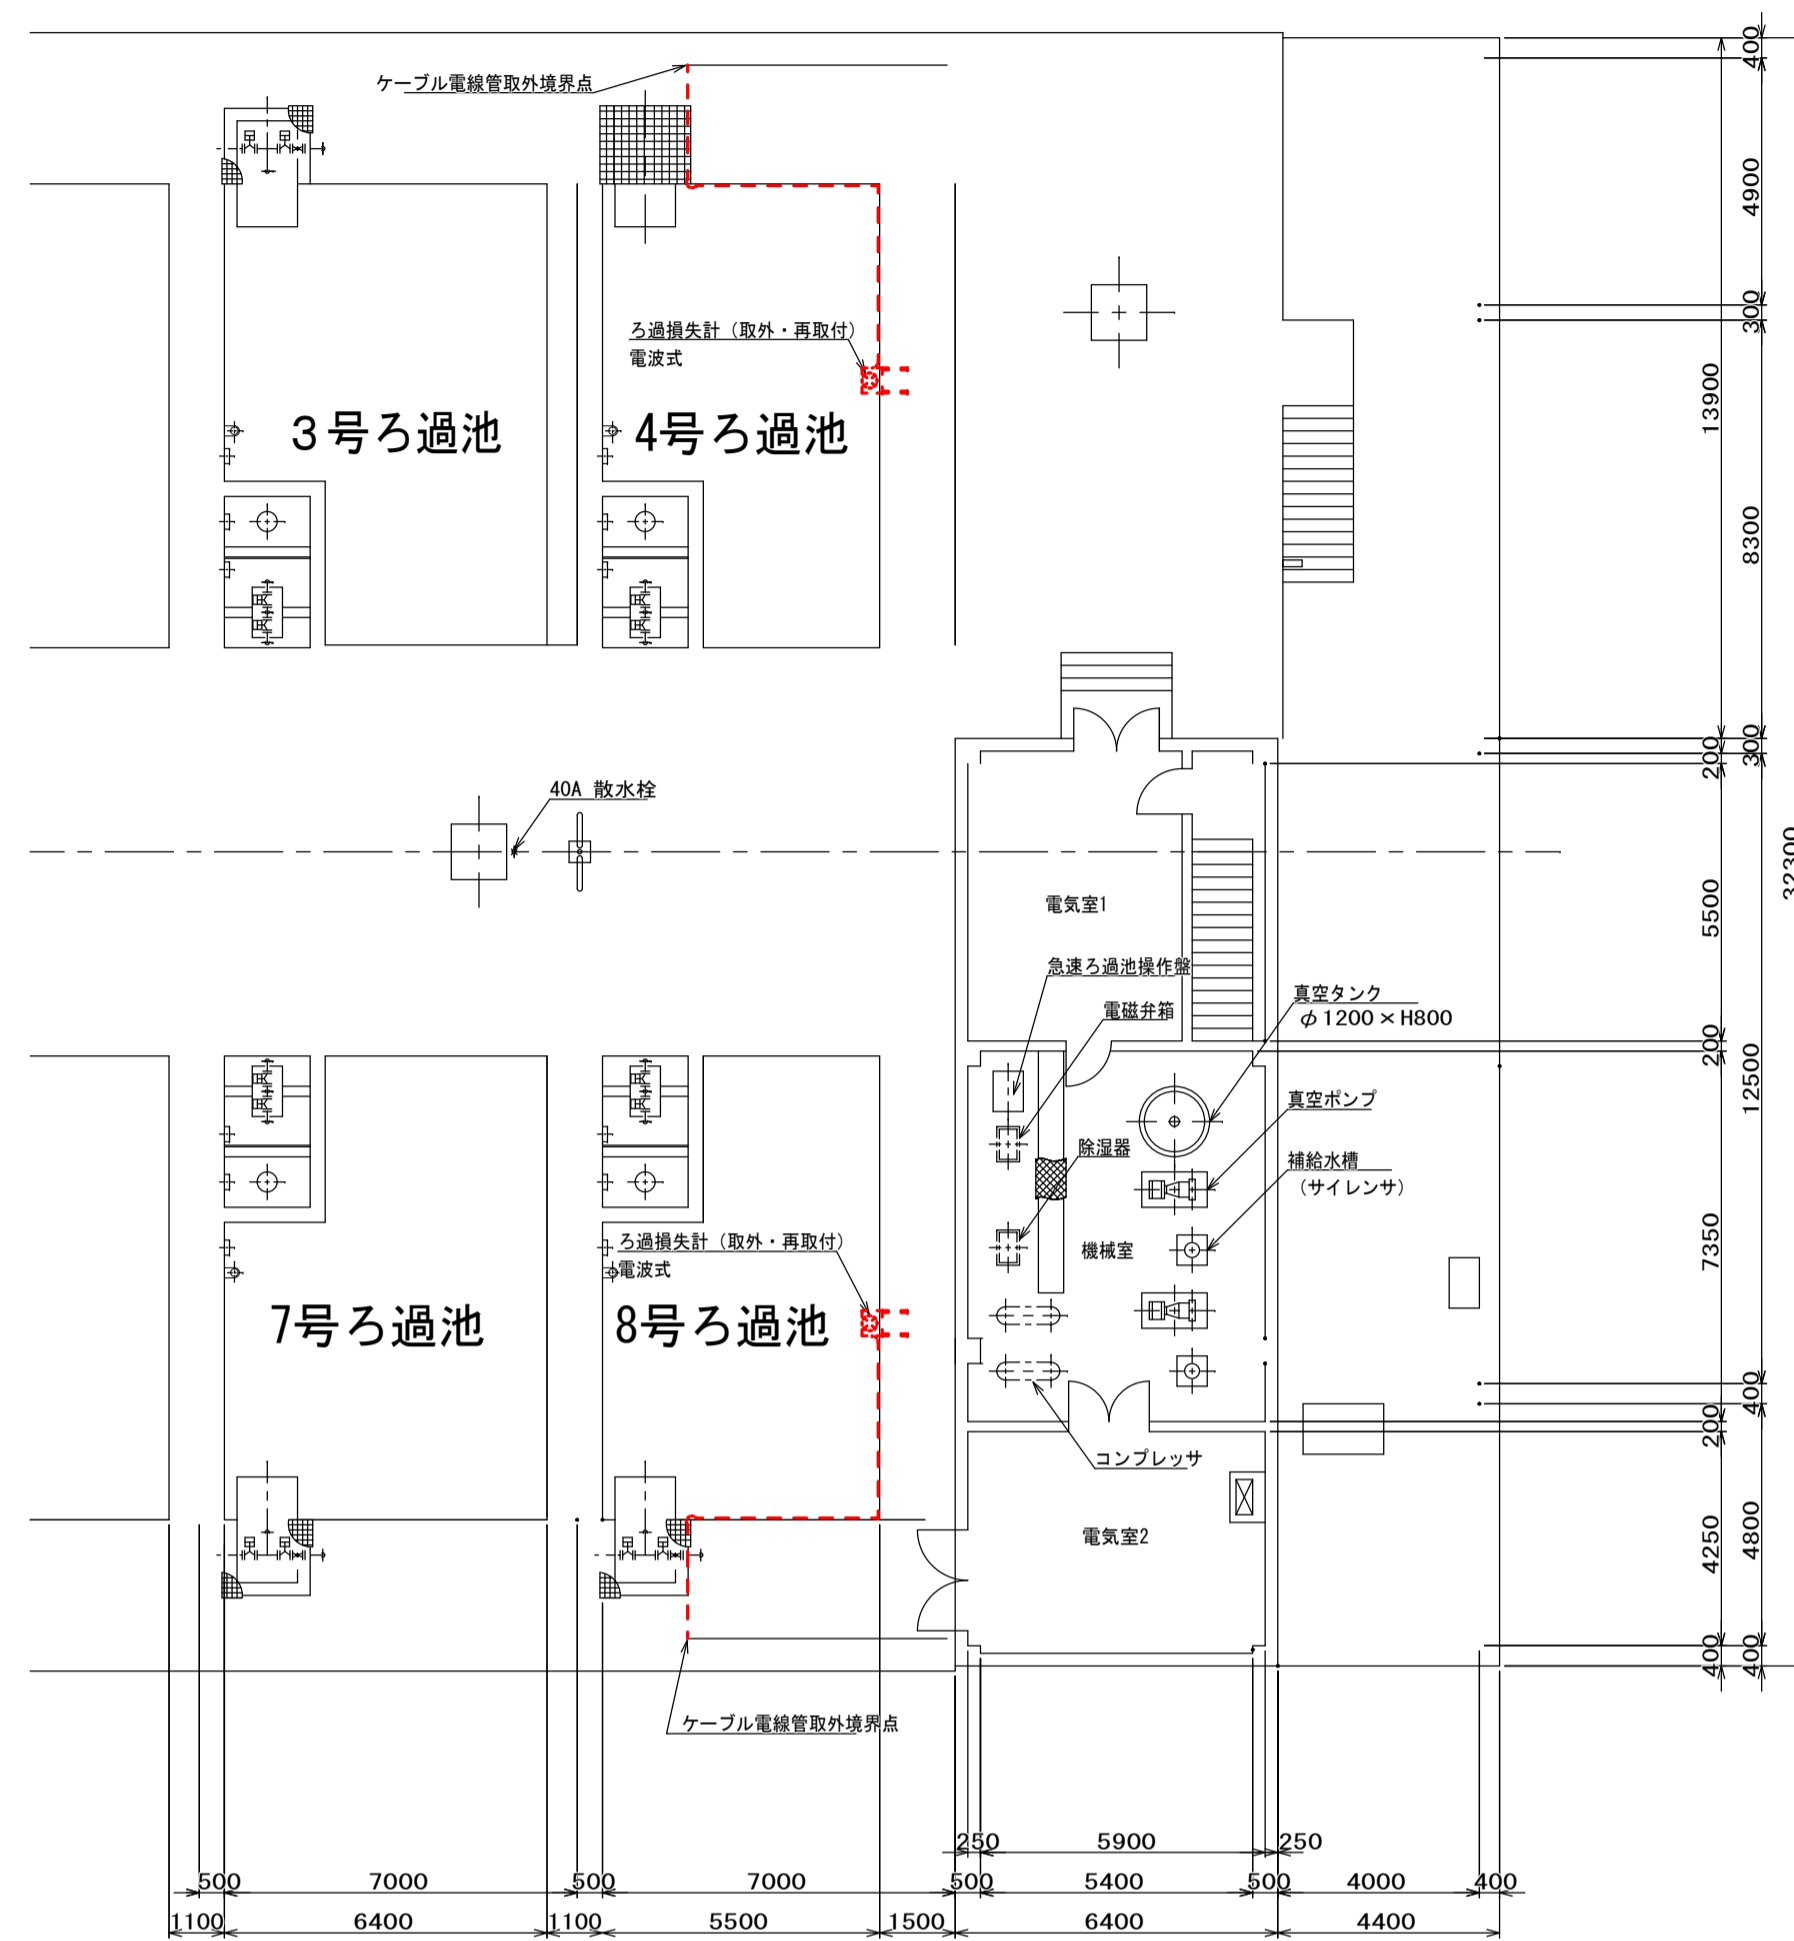 ケーブル電線管取外境界点
ろ過損失計（取外・再取付）
電波式
３号ろ過池
4号ろ過池
40A 散水栓
電気室1
急速ろ過池操作盤
電磁弁箱
真空タンク
φ1200×H800
真空ポンプ
除湿器
補給水槽
（サイレンサ）
機械室
ろ過損失計（取外・再取付）
電波式
7号ろ過池
8号ろ過池
コンプレッサ
電気室2
ケーブル電線管取外境界点
400
4900
300
13900
8300
300
200
32300
5500
200
12500
7350
400
200
4250
4800
400
400
250
5900
250
500
7000
500
7000
500
5400
500
4000
400
1100
6400
1100
5500
1500
6400
4400